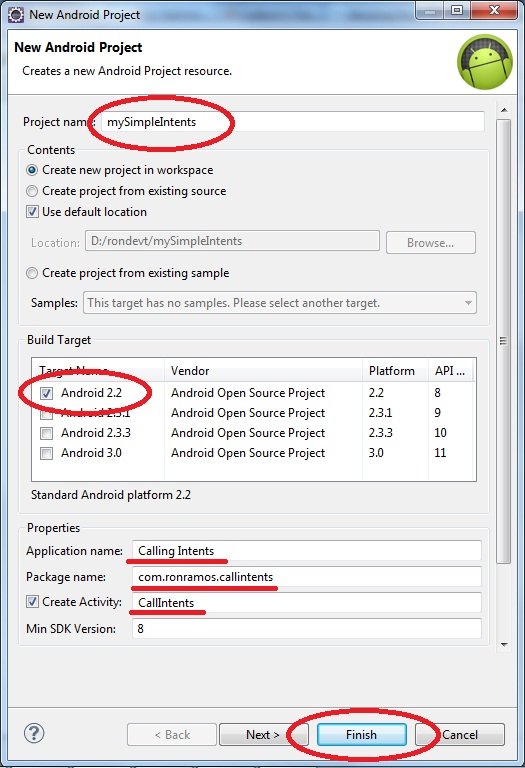 New Android Project
New Android Project
Creates a new Android Project resource.
Project name: mySimpleIntents
Contents
Create new project in workspace
Create project from existing source
Use default location
Location: D:/rondevt/mySimpleIntents Browse...
Create project from existing sample
Samples: This target has no samples. Please select another target.
Build Target
Target Name Vendor Platform API ...
Android 2.2 Android Open Source Project 2.2 8
Android 2.3.1 Android Open Source Project 2.3.1 9
Android 2.3.3 Android Open Source Project 2.3.3 10
Android 3.0 Android Open Source Project 3.0 11
Standard Android platform 2.2
Properties
Application name: Calling Intents
Package name: com.ronramos.callintents
Create Activity: CallIntents
Min SDK Version: 8
? < Back Next > Finish Cancel